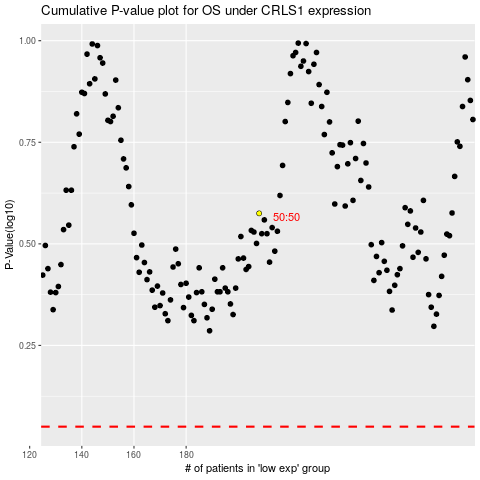 Cumulative P-value plot for OS under CRLS1 expression
1.00
0.75
0.50
0.25
P-Value(log10)
50:50
120 140 160 180
# of patients in 'low exp' group